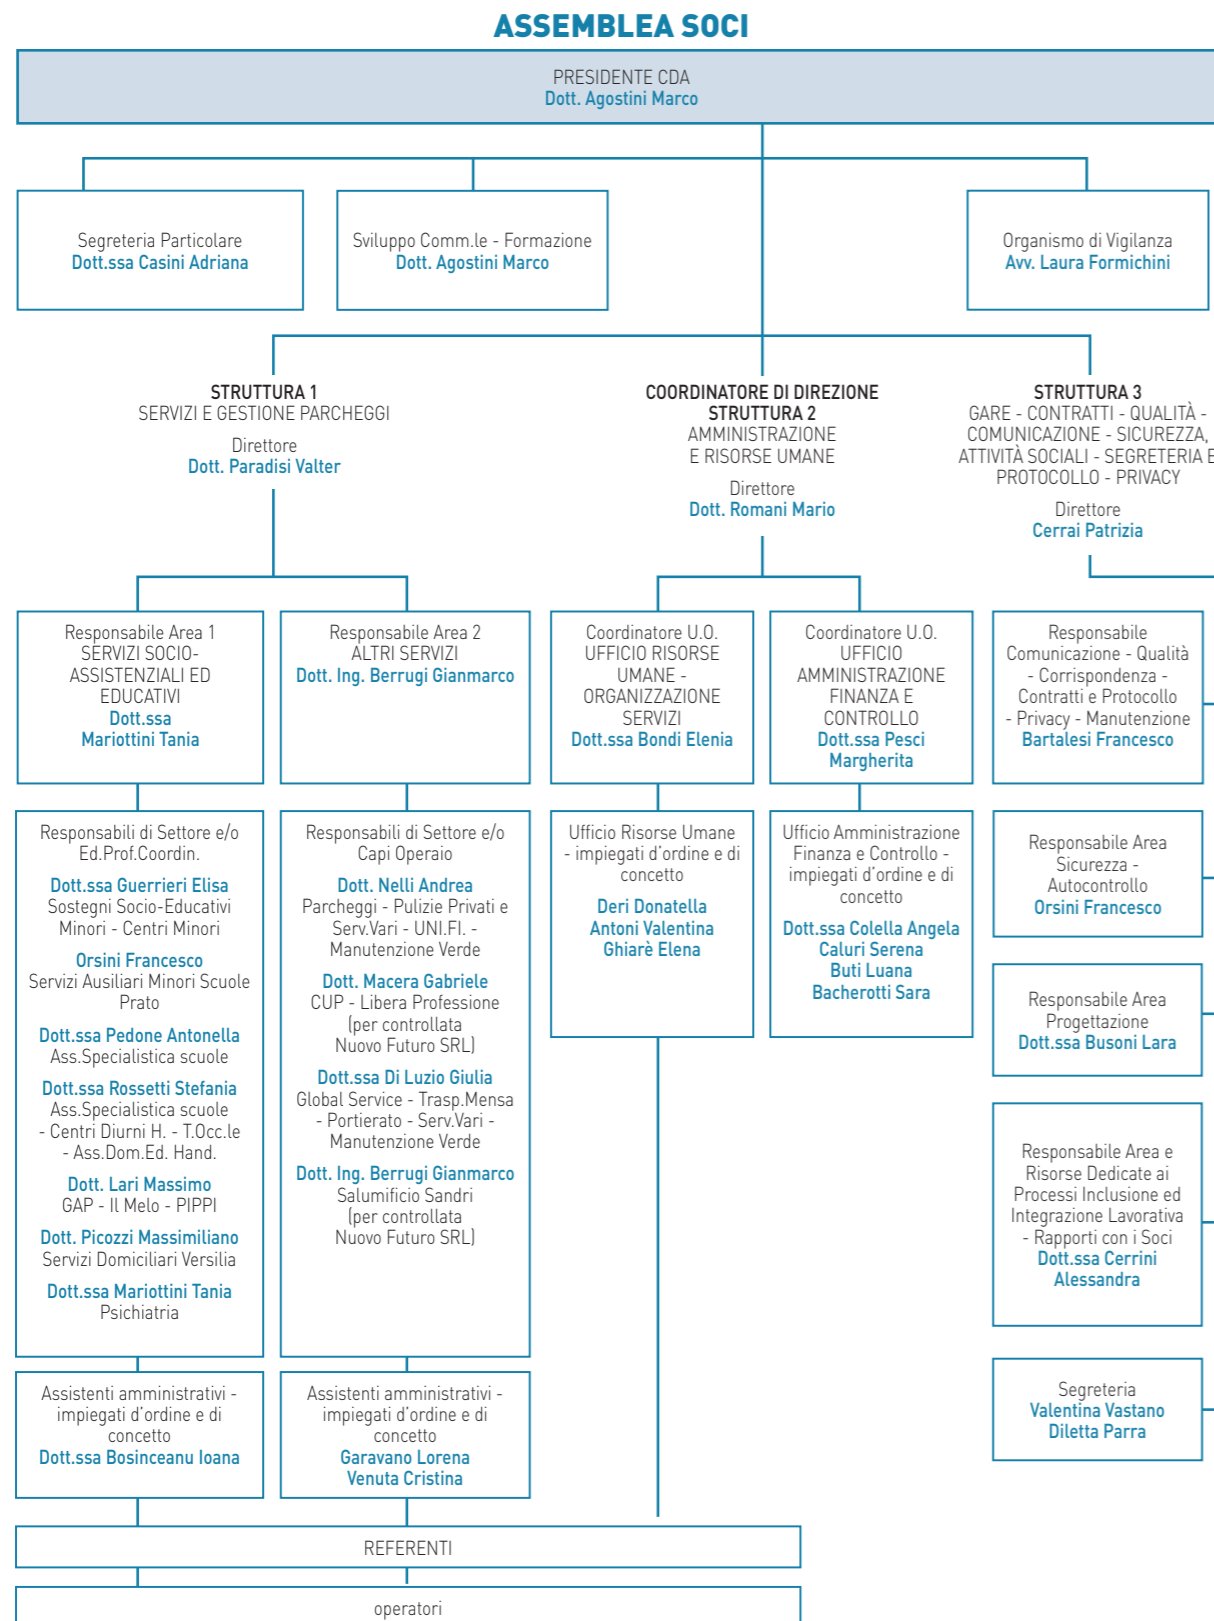 ASSEMBLEA SOCI
PRESIDENTE CDA
Dott. Agostini Marco
Segreteria Particolare
Dott.ssa Casini Adriana
Sviluppo Comm.le - Formazione
Dott. Agostini Marco
Organismo di Vigilanza
Avv. Laura Formichini
STRUTTURA 1
SERVIZI E GESTIONE PARCHEGGI
Direttore
Dott. Paradisi Valter
COORDINATORE DI DIREZIONE
STRUTTURA 2
AMMINISTRAZIONE
E RISORSE UMANE
Direttore
Dott. Romani Mario
STRUTTURA 3
GARE - CONTRATTI - QUALITÀ -
COMUNICAZIONE - SICUREZZA,
ATTIVITÀ SOCIALI - SEGRETERIA E
PROTOCOLLO - PRIVACY
Direttore
Cerrai Patrizia
Responsabile Area 1
SERVIZI SOCIO-
ASSISTENZIALI ED
EDUCATIVI
Dott.ssa
Mariottini Tania
Responsabile Area 2
ALTRI SERVIZI
Dott. Ing. Berrugi Gianmarco
Coordinatore U.O.
UFFICIO RISORSE
UMANE -
ORGANIZZAZIONE
SERVIZI
Dott.ssa Bondi Elenia
Coordinatore U.O.
UFFICIO
AMMINISTRAZIONE
FINANZA E
CONTROLLO
Dott.ssa Pesci
Margherita
Responsabile
Comunicazione - Qualità
- Corrispondenza -
Contratti e Protocollo
- Privacy - Manutenzione
Bartalesi Francesco
Responsabili di Settore e/o
Ed.Prof.Coordin.
Dott.ssa Guerrieri Elisa
Sostegni Socio-Educativi
Minori - Centri Minori
Orsini Francesco
Servizi Ausiliari Minori Scuole
Prato
Dott.ssa Pedone Antonella
Ass.Specialistica scuole
Dott.ssa Rossetti Stefania
Ass.Specialistica scuole
- Centri Diurni H. - T.Occ.le
- Ass.Dom.Ed. Hand.
Dott. Lari Massimo
GAP - Il Melo - PIPPI
Dott. Picozzi Massimiliano
Servizi Domiciliari Versilia
Dott.ssa Mariottini Tania
Psichiatria
Responsabili di Settore e/o
Capi Operaio
Dott. Nelli Andrea
Parcheggi - Pulizie Privati e
Serv.Vari - UNI.FI. -
Manutenzione Verde
Dott. Macera Gabriele
CUP - Libera Professione
(per controllata
Nuovo Futuro SRL)
Dott.ssa Di Luzio Giulia
Global Service - Trasp.Mensa
- Portierato - Serv.Vari -
Manutenzione Verde
Dott. Ing. Berrugi Gianmarco
Salumificio Sandri
(per controllata
Nuovo Futuro SRL)
Ufficio Risorse Umane
- impiegati d'ordine e di
concetto
Deri Donatella
Antoni Valentina
Ghiarè Elena
Ufficio Amministrazione
Finanza e Controllo -
impiegati d'ordine e di
concetto
Dott.ssa Colella Angela
Caluri Serena
Buti Luana
Bacherotti Sara
Responsabile Area
Sicurezza -
Autocontrollo
Orsini Francesco
Responsabile Area
Progettazione
Dott.ssa Busoni Lara
Responsabile Area e
Risorse Dedicate ai
Processi Inclusione ed
Integrazione Lavorativa
- Rapporti con i Soci
Dott.ssa Cerrini
Alessandra
Segreteria
Valentina Vastano
Diletta Parra
Assistenti amministrativi -
impiegati d'ordine e di
concetto
Dott.ssa Bosinceanu Ioana
Assistenti amministrativi -
impiegati d'ordine e di
concetto
Garavano Lorena
Venuta Cristina
REFERENTI
operatori